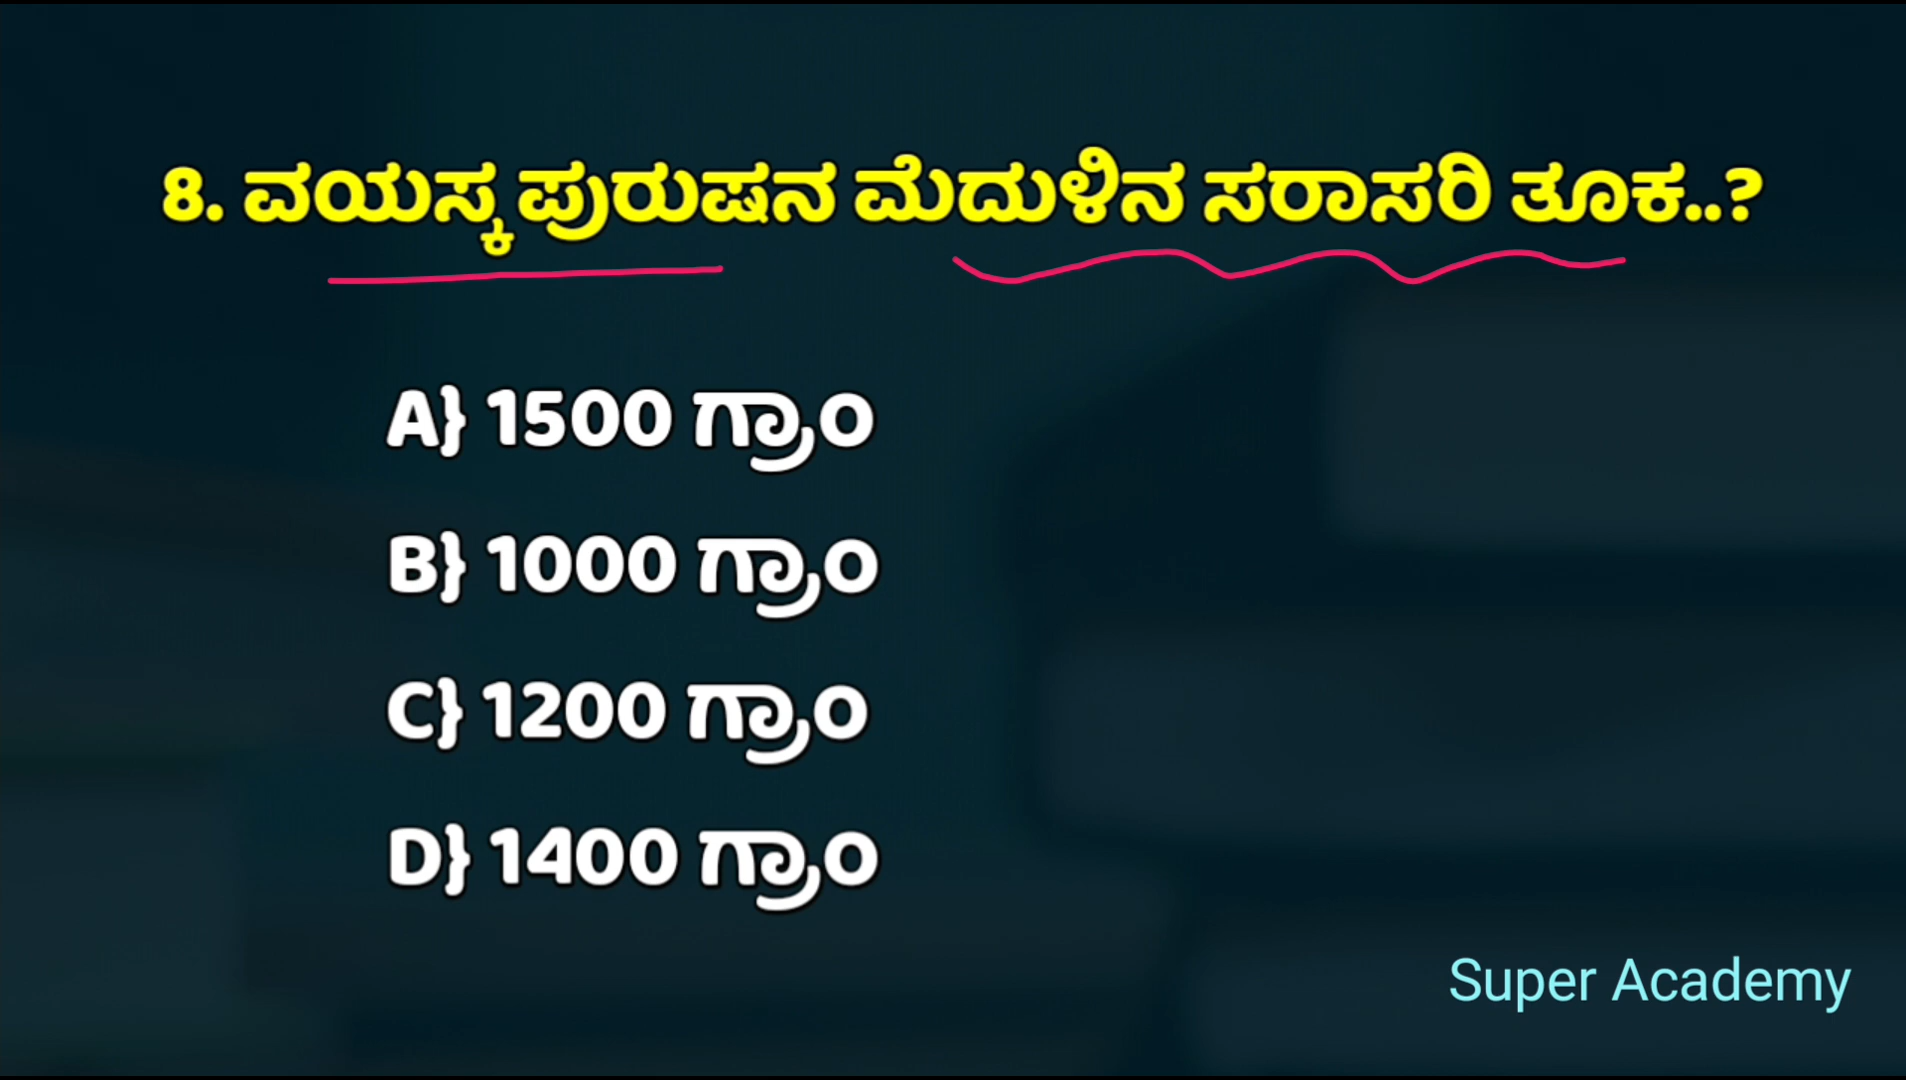 8. ವಯಸ್ಕ ಪುರುಷನ ಮೆದುಳಿನ ಸರಾಸರಿ ತೂಕ..?
A} 1500 ಗ್ರಾಂ
B} 1000 ಗ್ರಾಂ
C} 1200 ಗ್ರಾಂ
D} 1400 ಗ್ರಾಂ
Super Academy